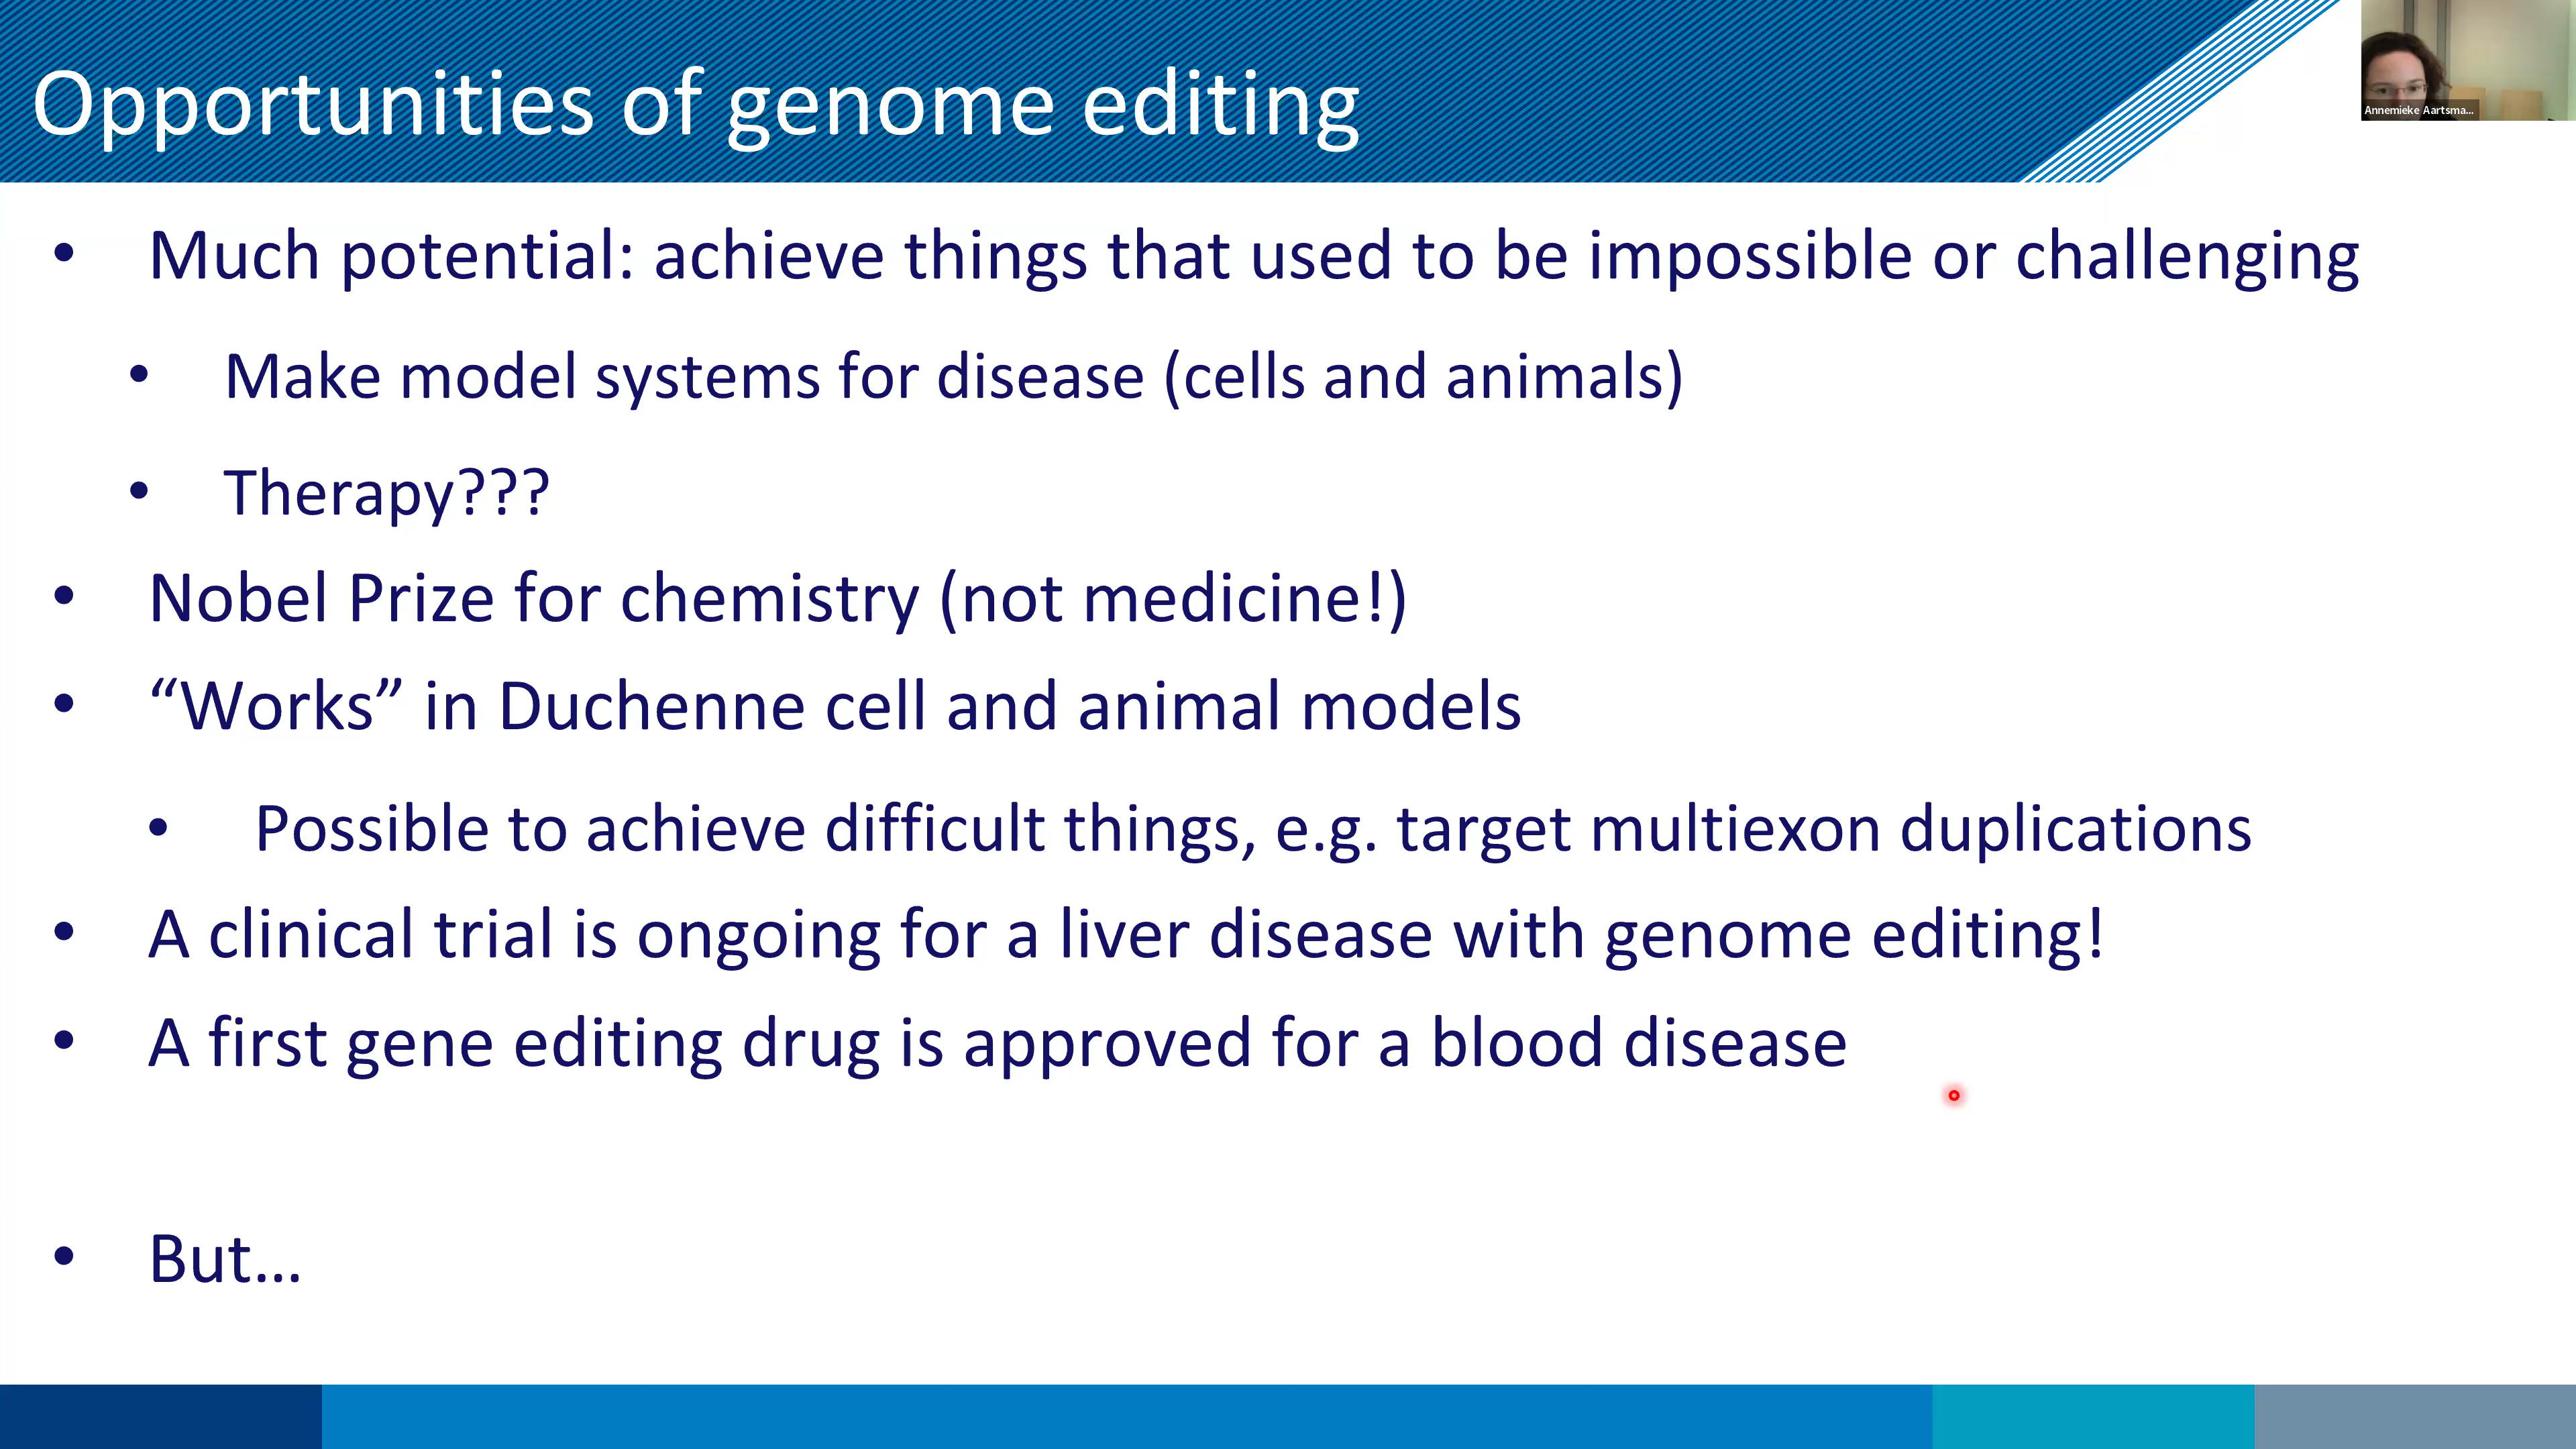 Opportunities of genome editing
Annemieke Aartsma...
• Much potential: achieve things that used to be impossible or challenging
• Make model systems for disease (cells and animals)
• Therapy???
• Nobel Prize for chemistry (not medicine!)
• “Works” in Duchenne cell and animal models
• Possible to achieve difficult things, e.g. target multiexon duplications
• A clinical trial is ongoing for a liver disease with genome editing!
• A first gene editing drug is approved for a blood disease
• But…